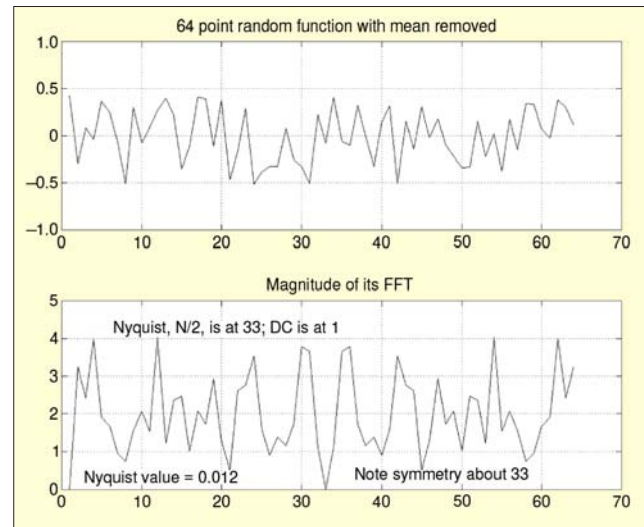 64 point random function with mean removed
1.0
0.5
0
–0.5
–1.0
0 10 20 30 40 50 60 70
Magnitude of its FFT
5
Nyquist, N/2, is at 33; DC is at 1
4
3
2
1
Nyquist value = 0.012 Note symmetry about 33
0
0 10 20 30 40 50 60 70